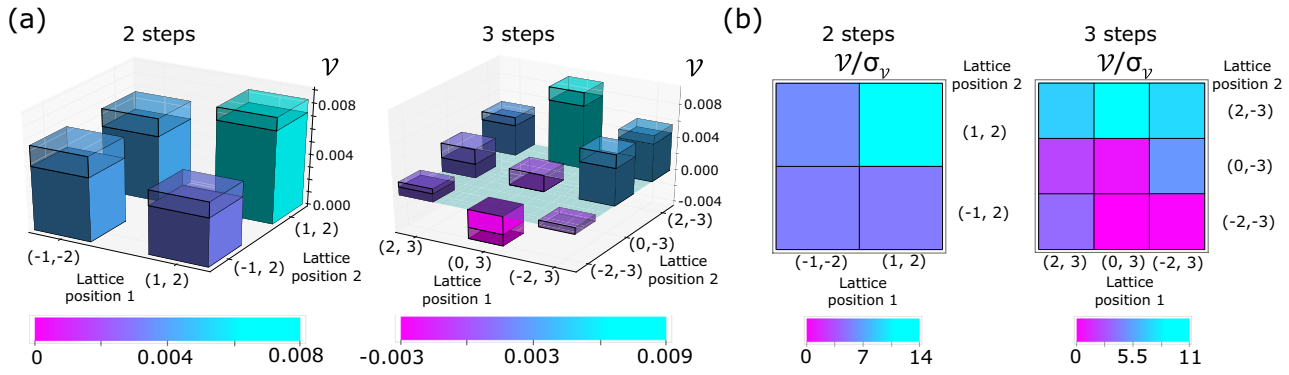 (a)
2 steps
𝒱
0.008
0.004
0.000
(-1,-2)
(1, 2)
(-1, 2)
(1, 2)
Lattice
position 1
Lattice
position 2
0
0.004
0.008
3 steps
𝒱
0.008
0.004
0.000
-0.004
(2, 3)
(0, 3)
(-2, 3)
(-2,-3)
(0,-3)
(2,-3)
Lattice
position 1
Lattice
position 2
-0.003
0.003
0.009
(b)
2 steps
𝒱/σ𝒱
Lattice
position 2
(1, 2)
(-1, 2)
(-1,-2)
(1, 2)
Lattice
position 1
0
7
14
3 steps
𝒱/σ𝒱
Lattice
position 2
(2,-3)
(0,-3)
(-2,-3)
(2, 3)
(0, 3)
(-2, 3)
Lattice
position 1
0
5.5
11